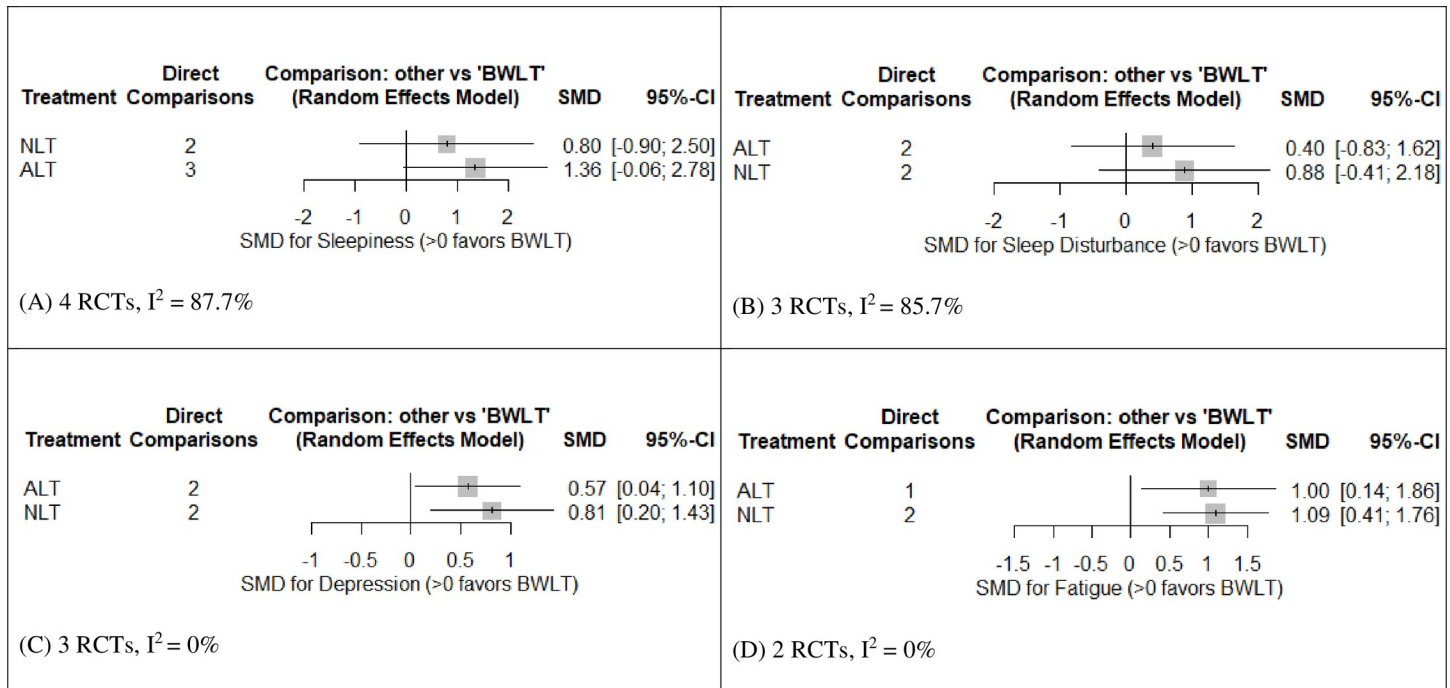 Direct Comparison: other vs 'BWLT'
Treatment Comparisons (Random Effects Model) SMD 95%-CI
NLT 2 0.80 [-0.90; 2.50]
ALT 3 1.36 [-0.06; 2.78]
-2 -1 0 1 2
SMD for Sleepiness (>0 favors BWLT)
(A) 4 RCTs, I² = 87.7%
Direct Comparison: other vs 'BWLT'
Treatment Comparisons (Random Effects Model) SMD 95%-CI
ALT 2 0.40 [-0.83; 1.62]
NLT 2 0.88 [-0.41; 2.18]
-2 -1 0 1 2
SMD for Sleep Disturbance (>0 favors BWLT)
(B) 3 RCTs, I² = 85.7%
Direct Comparison: other vs 'BWLT'
Treatment Comparisons (Random Effects Model) SMD 95%-CI
ALT 2 0.57 [0.04; 1.10]
NLT 2 0.81 [0.20; 1.43]
-1 -0.5 0 0.5 1
SMD for Depression (>0 favors BWLT)
(C) 3 RCTs, I² = 0%
Direct Comparison: other vs 'BWLT'
Treatment Comparisons (Random Effects Model) SMD 95%-CI
ALT 1 1.00 [0.14; 1.86]
NLT 2 1.09 [0.41; 1.76]
-1.5 -1 -0.5 0 0.5 1 1.5
SMD for Fatigue (>0 favors BWLT)
(D) 2 RCTs, I² = 0%